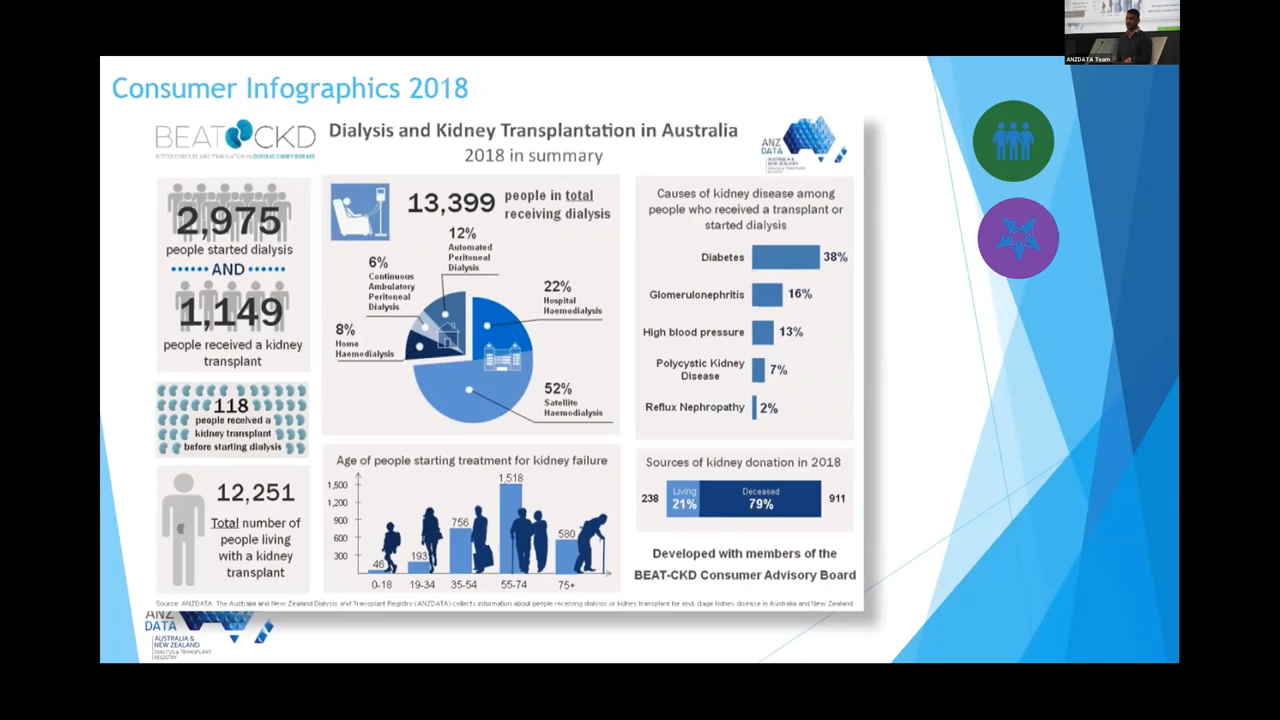 ANZDATA Team
Consumer Infographics 2018
BEAT CKD
BETTER EVIDENCE AND TRANSLATION IN CHRONIC KIDNEY DISEASE
Dialysis and Kidney Transplantation in Australia
2018 in summary
ANZ
DATA
AUSTRALIA &
NEW ZEALAND
DIALYSIS & TRANSPLANT
REGISTRY
2,975
people started dialysis
AND
1,149
people received a kidney
transplant
118
people received a
kidney transplant
before starting dialysis
12,251
Total number of
people living
with a kidney
transplant
13,399
people in total
receiving dialysis
12%
Automated
Peritoneal
Dialysis
6%
Continuous
Ambulatory
Peritoneal
Dialysis
8%
Home
Haemodialysis
22%
Hospital
Haemodialysis
52%
Satellite
Haemodialysis
Age of people starting treatment for kidney failure
1,500
1,200
900
600
300
46
193
756
1,518
580
0-18
19-34
35-54
55-74
75+
Causes of kidney disease among
people who received a transplant or
started dialysis
Diabetes 38%
Glomerulonephritis 16%
High blood pressure 13%
Polycystic Kidney
Disease
7%
Reflux Nephropathy 2%
Sources of kidney donation in 2018
238
Living
21%
Deceased
79%
911
Developed with members of the
BEAT-CKD Consumer Advisory Board
Source: ANZDATA. The Australia and New Zealand Dialysis and Transplant Registry (ANZDATA) collects information about people receiving dialysis or kidney transplant for end-stage kidney disease in Australia and New Zealand
ANZ
DATA
AUSTRALIA &
NEW ZEALAND
DIALYSIS & TRANSPLANT
REGISTRY